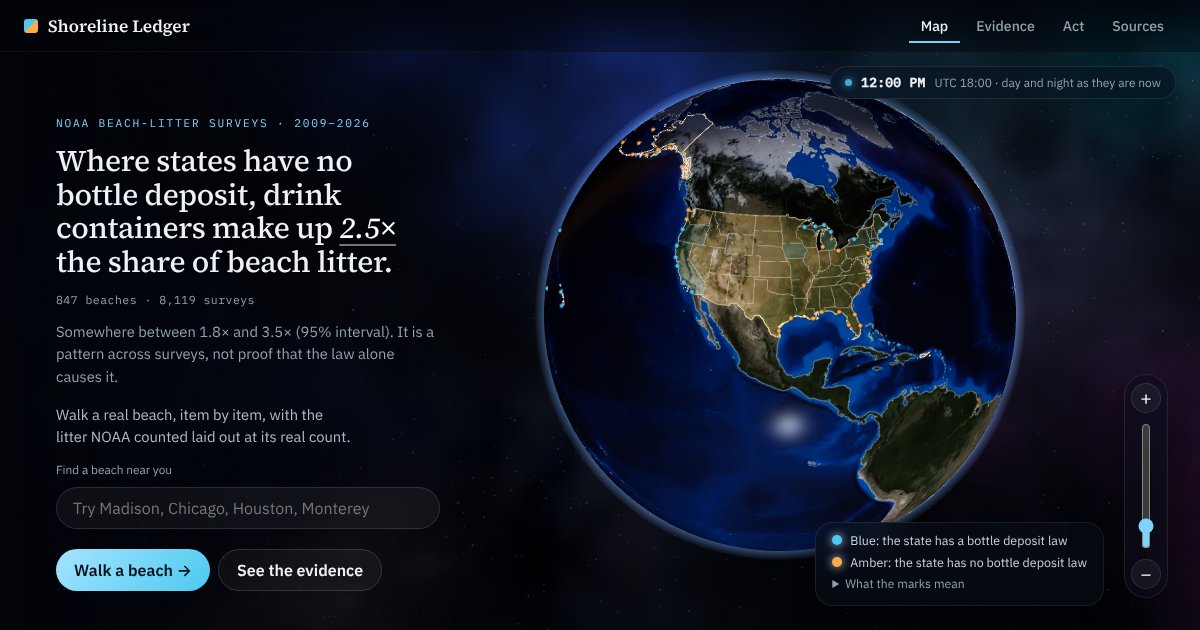 Shoreline Ledger
Map
Evidence
Act
Sources
12:00 PM UTC 18:00 · day and night as they are now
NOAA BEACH-LITTER SURVEYS · 2009–2026
Where states have no
bottle deposit, drink
containers make up 2.5×
the share of beach litter.
847 beaches · 8,119 surveys
Somewhere between 1.8× and 3.5× (95% interval). It is a
pattern across surveys, not proof that the law alone
causes it.
Walk a real beach, item by item, with the
litter NOAA counted laid out at its real count.
Find a beach near you
Try Madison, Chicago, Houston, Monterey
Walk a beach →
See the evidence
+
−
Blue: the state has a bottle deposit law
Amber: the state has no bottle deposit law
▶ What the marks mean